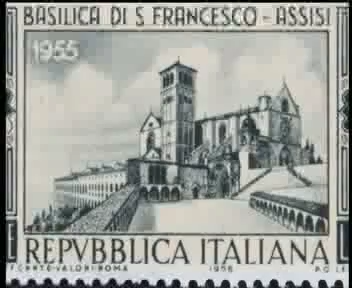 BASILICA DI S. FRANCESCO - ASSISI
1955
L
REPVBBLICA ITALIANA
1955